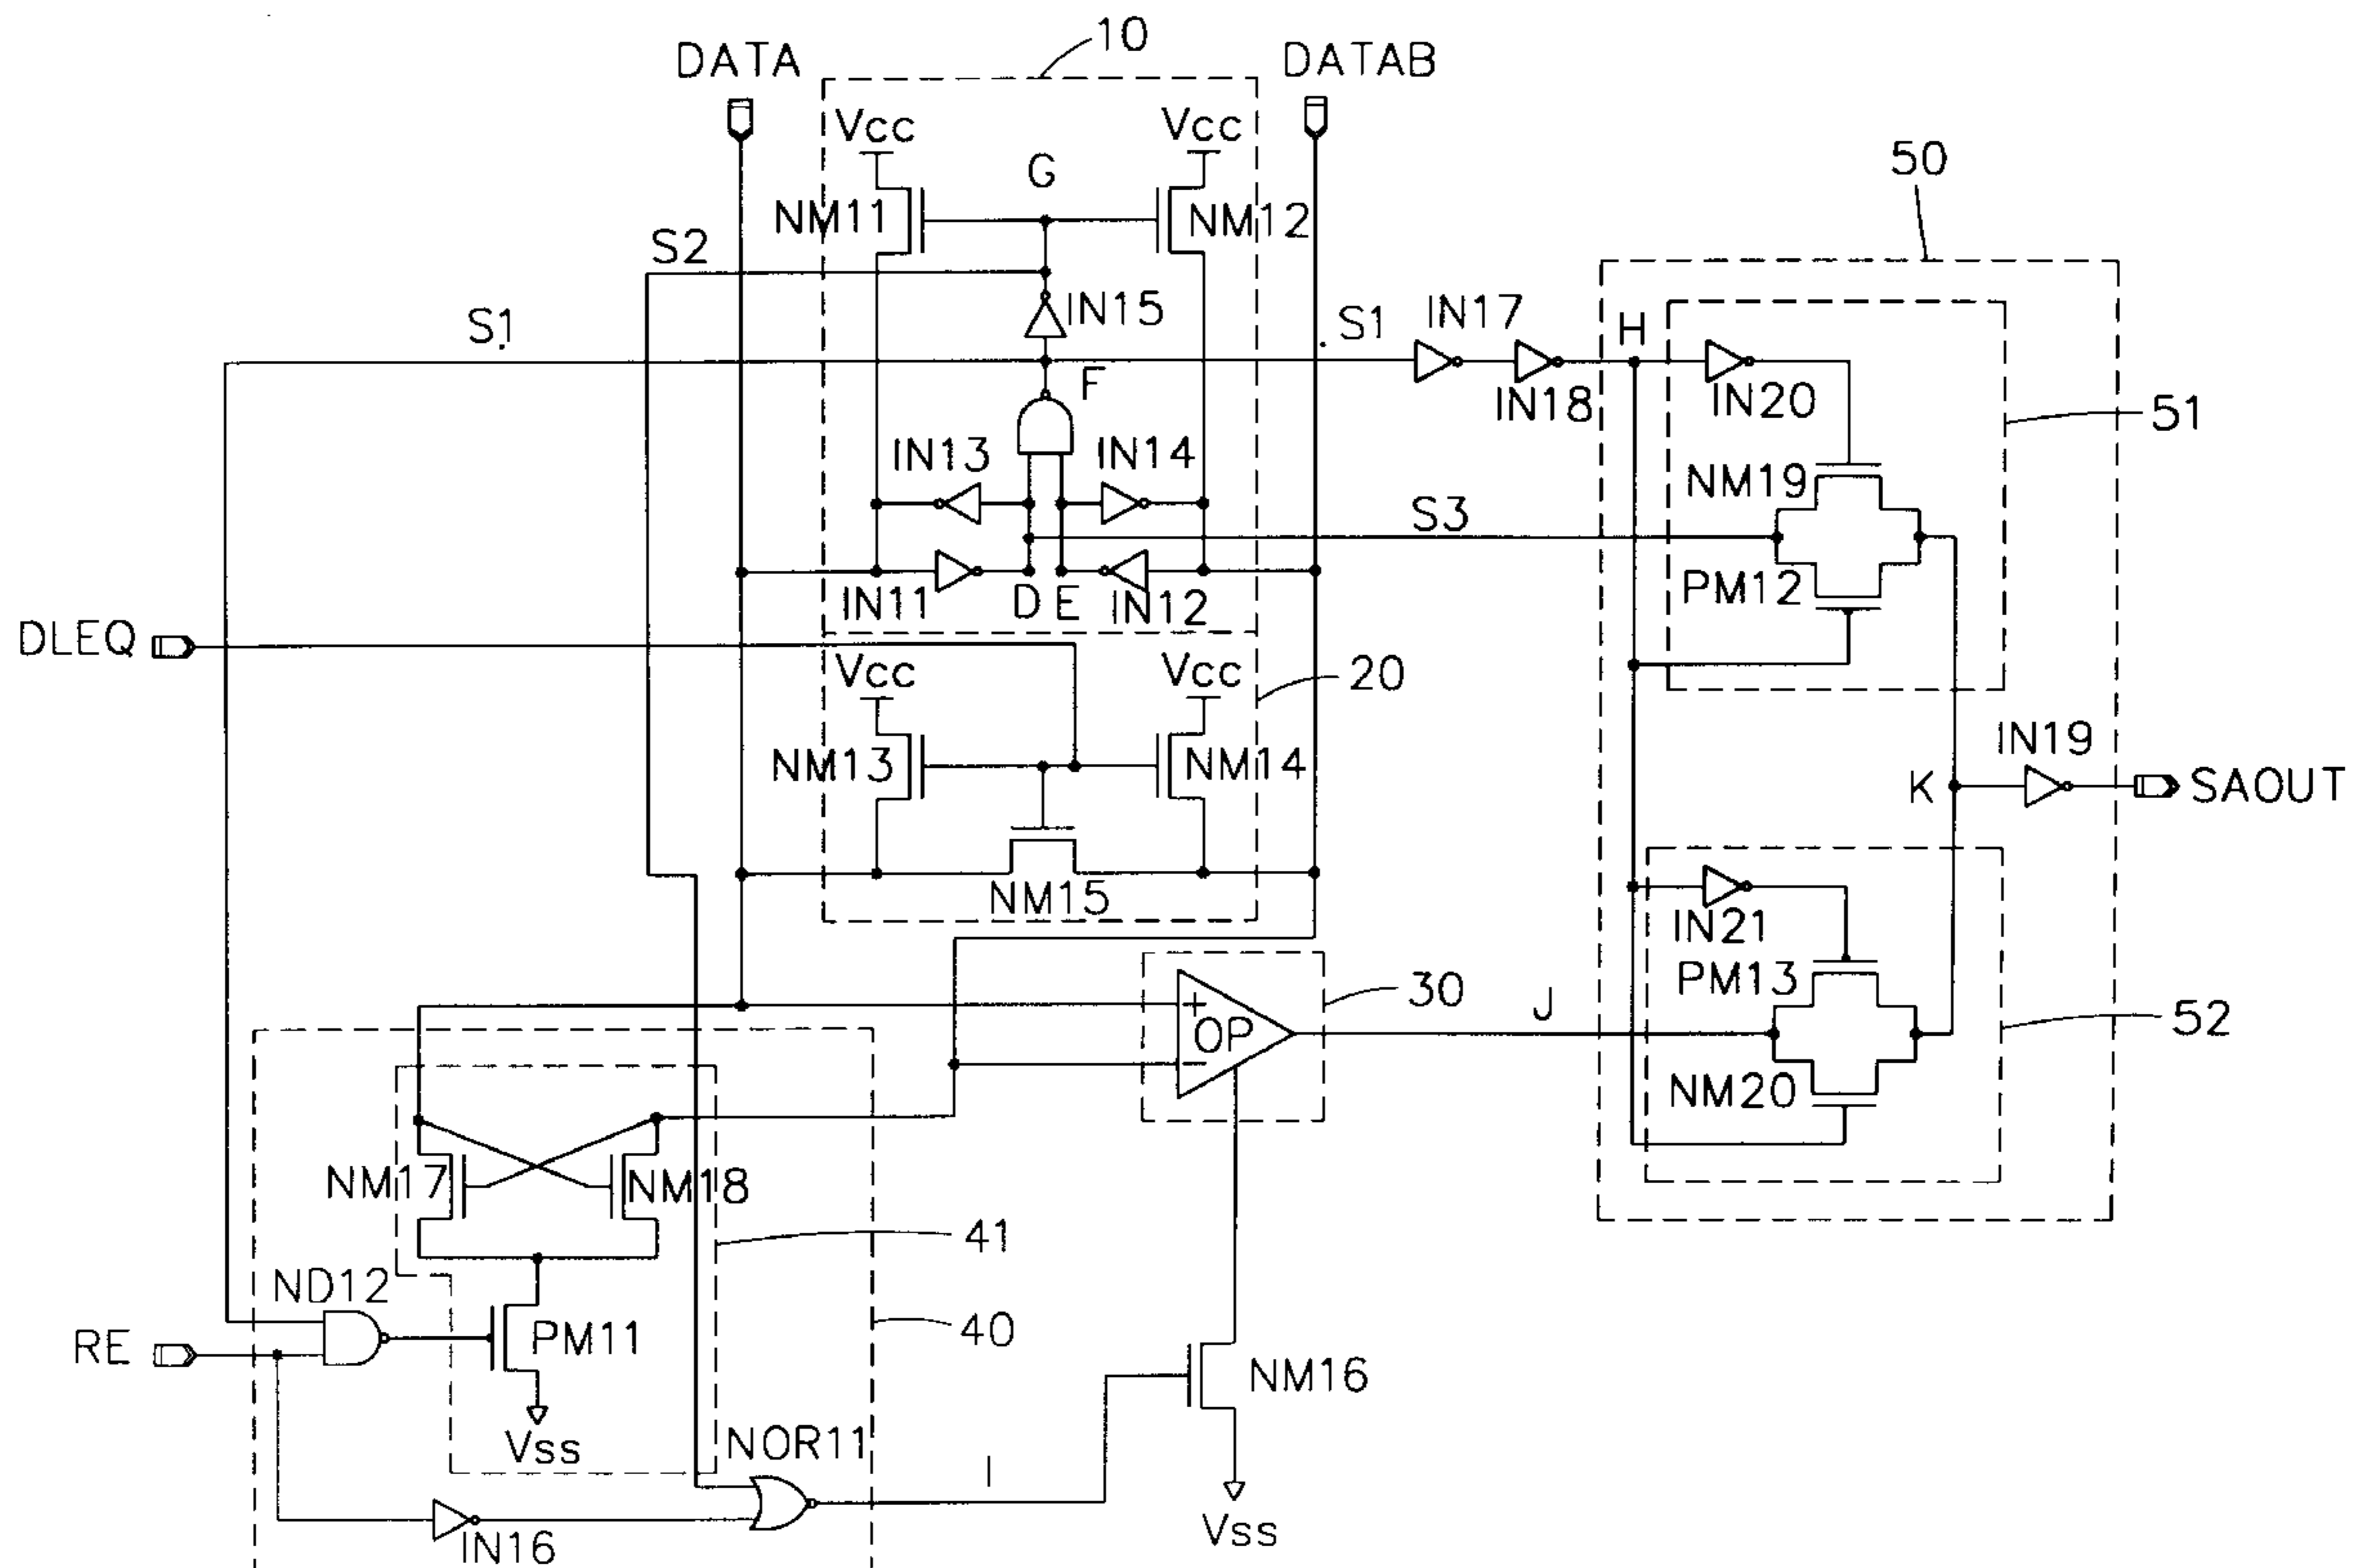 10
DATA
DATAB
Vcc
Vcc
G
50
NM11
NM12
S2
S1
IN15
S1
IN17
H
F
IN18
IN20
51
IN13
IN14
NM19
S3
IN11
D
E
IN12
PM12
DLEQ
Vcc
Vcc
20
NM13
NM14
IN19
K
SAOUT
NM15
IN21
PM13
30
J
+
OP
−
52
NM20
NM17
NM18
41
ND12
RE
PM11
40
NM16
Vss
NOR11
I
IN16
Vss